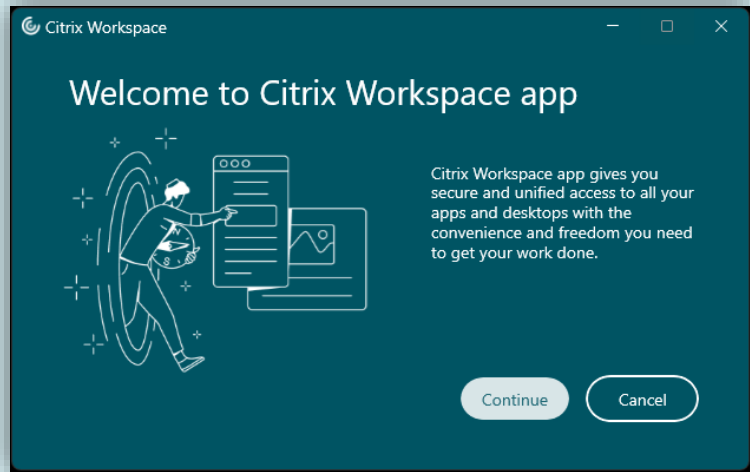 Citrix Workspace
Welcome to Citrix Workspace app
Citrix Workspace app gives you
secure and unified access to all your
apps and desktops with the
convenience and freedom you need
to get your work done.
N
S
Continue
Cancel